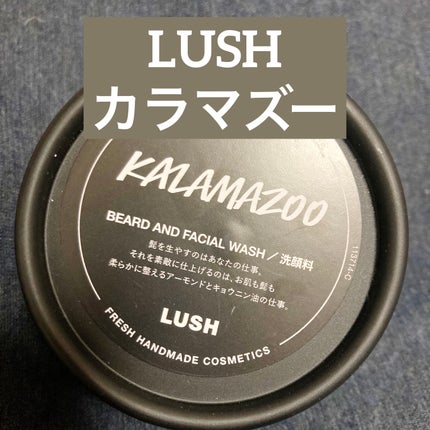 LUSH
カラマズー
KALAMAZOO
BEARD AND FACIAL WASH／洗顔料
髭を生やすのはあなたの仕事。
それを素敵に仕上げるのは、お肌も髭も
柔らかに整えるアーモンドとキョウニン油の仕事。
LUSH
FRESH HANDMADE COSMETICS
113714-C